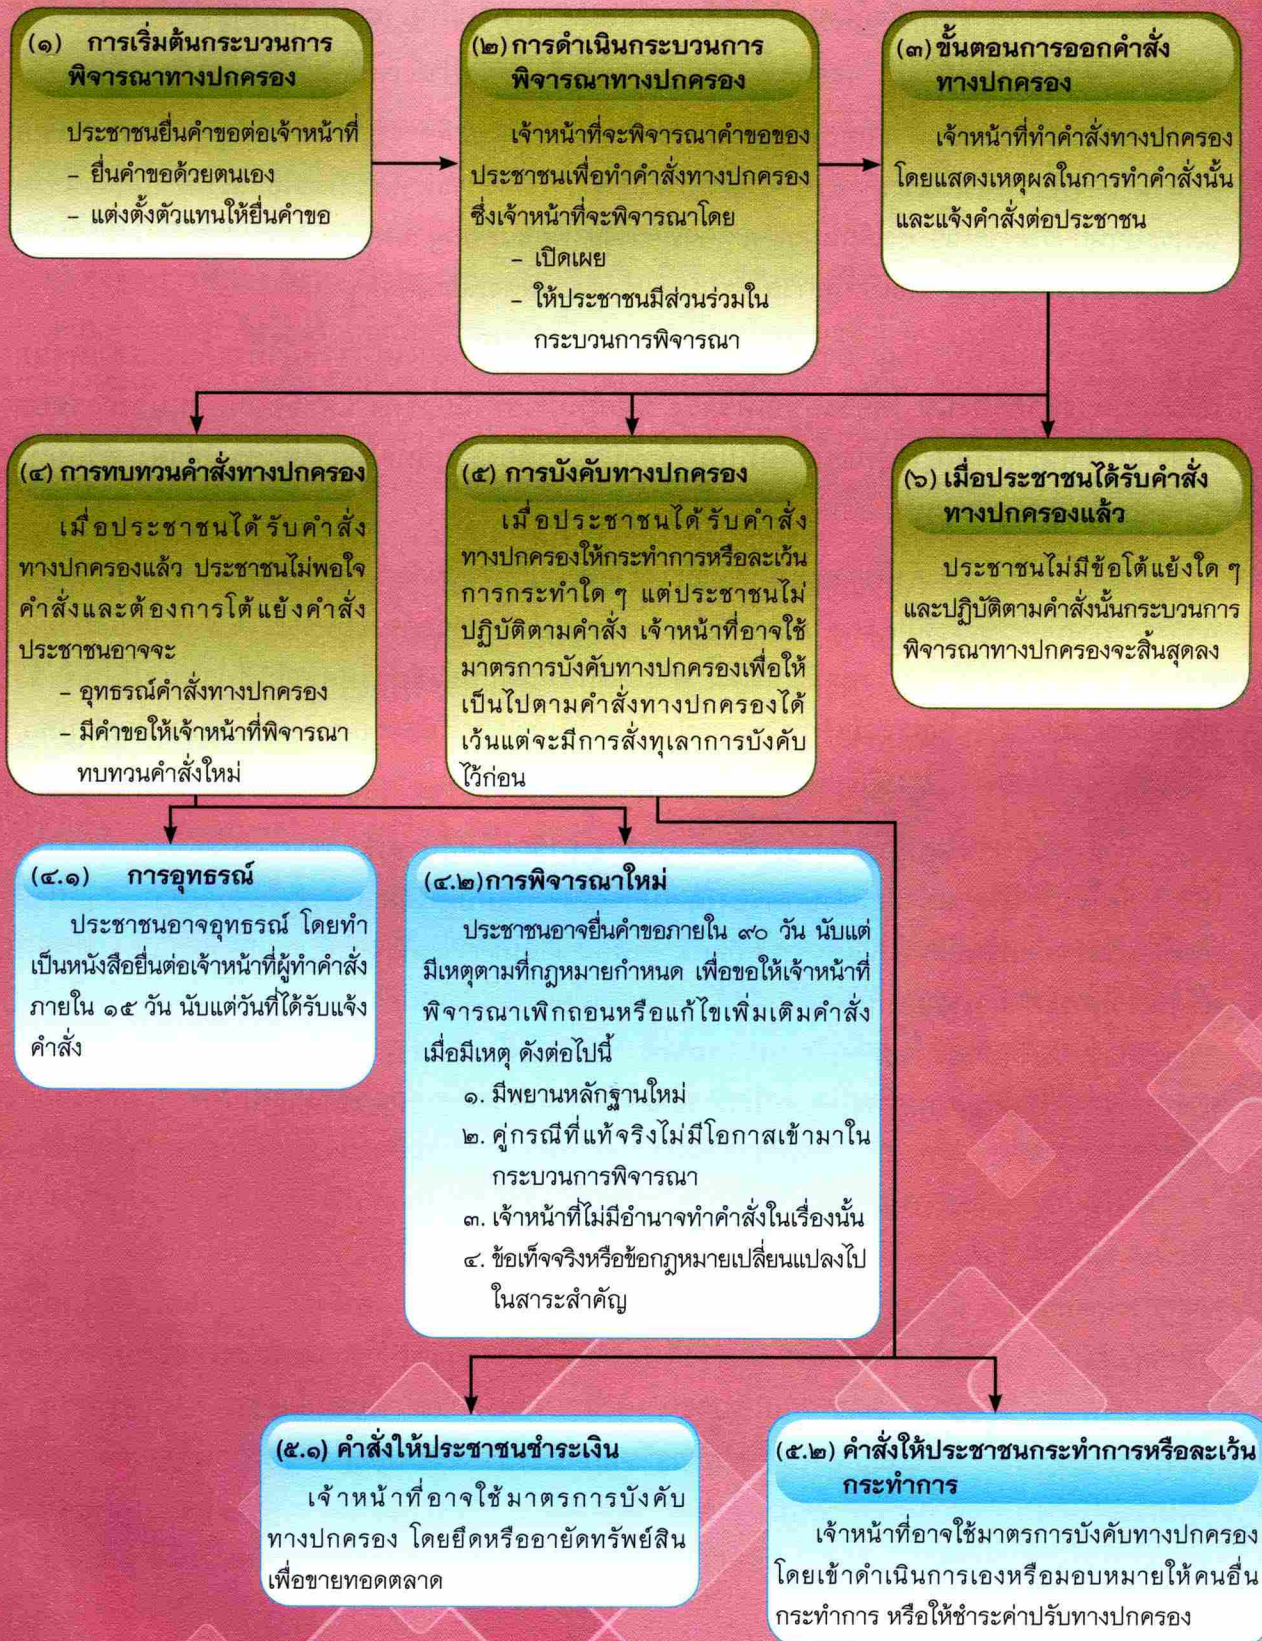 (๑) การเริ่มต้นกระบวนการ
พิจารณาทางปกครอง
ประชาชนยื่นคำขอต่อเจ้าหน้าที่
- ยื่นคำขอด้วยตนเอง
- แต่งตั้งตัวแทนให้ยื่นคำขอ
(๒) การดำเนินกระบวนการ
พิจารณาทางปกครอง
เจ้าหน้าที่จะพิจารณาคำขอของ
ประชาชนเพื่อทำคำสั่งทางปกครอง
ซึ่งเจ้าหน้าที่จะพิจารณาโดย
- เปิดเผย
- ให้ประชาชนมีส่วนร่วมใน
กระบวนการพิจารณา
(๓) ขั้นตอนการออกคำสั่ง
ทางปกครอง
เจ้าหน้าที่ทำคำสั่งทางปกครอง
โดยแสดงเหตุผลในการทำคำสั่งนั้น
และแจ้งคำสั่งต่อประชาชน
(๔) การทบทวนคำสั่งทางปกครอง
เมื่อประชาชนได้รับคำสั่ง
ทางปกครองแล้ว ประชาชนไม่พอใจ
คำสั่งและต้องการโต้แย้งคำสั่ง
ประชาชนอาจจะ
- อุทธรณ์คำสั่งทางปกครอง
- มีคำขอให้เจ้าหน้าที่พิจารณา
ทบทวนคำสั่งใหม่
(๕) การบังคับทางปกครอง
เมื่อประชาชนได้รับคำสั่ง
ทางปกครองให้กระทำการหรือละเว้น
การกระทำใด ๆ แต่ประชาชนไม่
ปฏิบัติตามคำสั่ง เจ้าหน้าที่อาจใช้
มาตรการบังคับทางปกครองเพื่อให้
เป็นไปตามคำสั่งทางปกครองได้
เว้นแต่จะมีการสั่งทุเลาการบังคับ
ไว้ก่อน
(๖) เมื่อประชาชนได้รับคำสั่ง
ทางปกครองแล้ว
ประชาชนไม่มีข้อโต้แย้งใด ๆ
และปฏิบัติตามคำสั่งนั้นกระบวนการ
พิจารณาทางปกครองจะสิ้นสุดลง
(๔.๑) การอุทธรณ์
ประชาชนอาจอุทธรณ์ โดยทำ
เป็นหนังสือยื่นต่อเจ้าหน้าที่ผู้ทำคำสั่ง
ภายใน ๑๕ วัน นับแต่วันที่ได้รับแจ้ง
คำสั่ง
(๔.๒)การพิจารณาใหม่
ประชาชนอาจยื่นคำขอภายใน ๙๐ วัน นับแต่
มีเหตุตามที่กฎหมายกำหนด เพื่อขอให้เจ้าหน้าที่
พิจารณาเพิกถอนหรือแก้ไขเพิ่มเติมคำสั่ง
เมื่อมีเหตุ ดังต่อไปนี้
๑. มีพยานหลักฐานใหม่
๒. คู่กรณีที่แท้จริงไม่มีโอกาสเข้ามาใน
กระบวนการพิจารณา
๓. เจ้าหน้าที่ไม่มีอำนาจทำคำสั่งในเรื่องนั้น
๔. ข้อเท็จจริงหรือข้อกฎหมายเปลี่ยนแปลงไป
ในสาระสำคัญ
(๕.๑) คำสั่งให้ประชาชนชำระเงิน
เจ้าหน้าที่อาจใช้มาตรการบังคับ
ทางปกครอง โดยยึดหรืออายัดทรัพย์สิน
เพื่อขายทอดตลาด
(๕.๒) คำสั่งให้ประชาชนกระทำการหรือละเว้น
กระทำการ
เจ้าหน้าที่อาจใช้มาตรการบังคับทางปกครอง
โดยเข้าดำเนินการเองหรือมอบหมายให้คนอื่น
กระทำการ หรือให้ชำระค่าปรับทางปกครอง